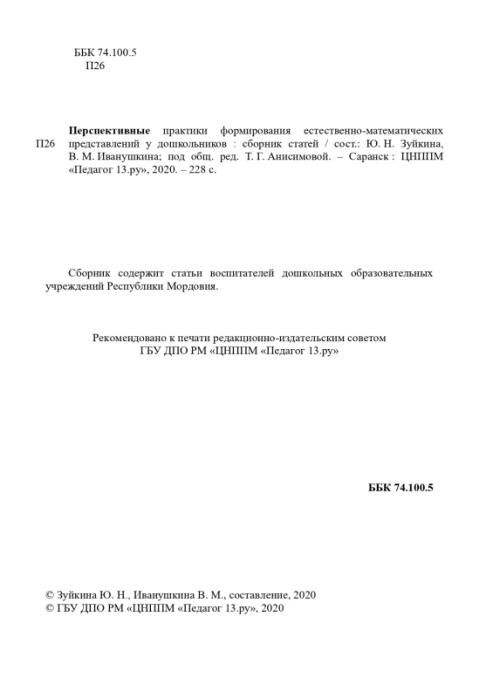 ББК 74.100.5
П26
Перспективные практики формирования естественно-математических
П26 представлений у дошкольников : сборник статей / сост.: Ю. Н. Зуйкина,
В. М. Иванушкина; под общ. ред. Т. Г. Анисимовой. – Саранск : ЦНППМ
«Педагог 13.ру», 2020. – 228 с.
Сборник содержит статьи воспитателей дошкольных образовательных
учреждений Республики Мордовия.
Рекомендовано к печати редакционно-издательским советом
ГБУ ДПО РМ «ЦНППМ «Педагог 13.ру»
ББК 74.100.5
© Зуйкина Ю. Н., Иванушкина В. М., составление, 2020
© ГБУ ДПО РМ «ЦНППМ «Педагог 13.ру», 2020